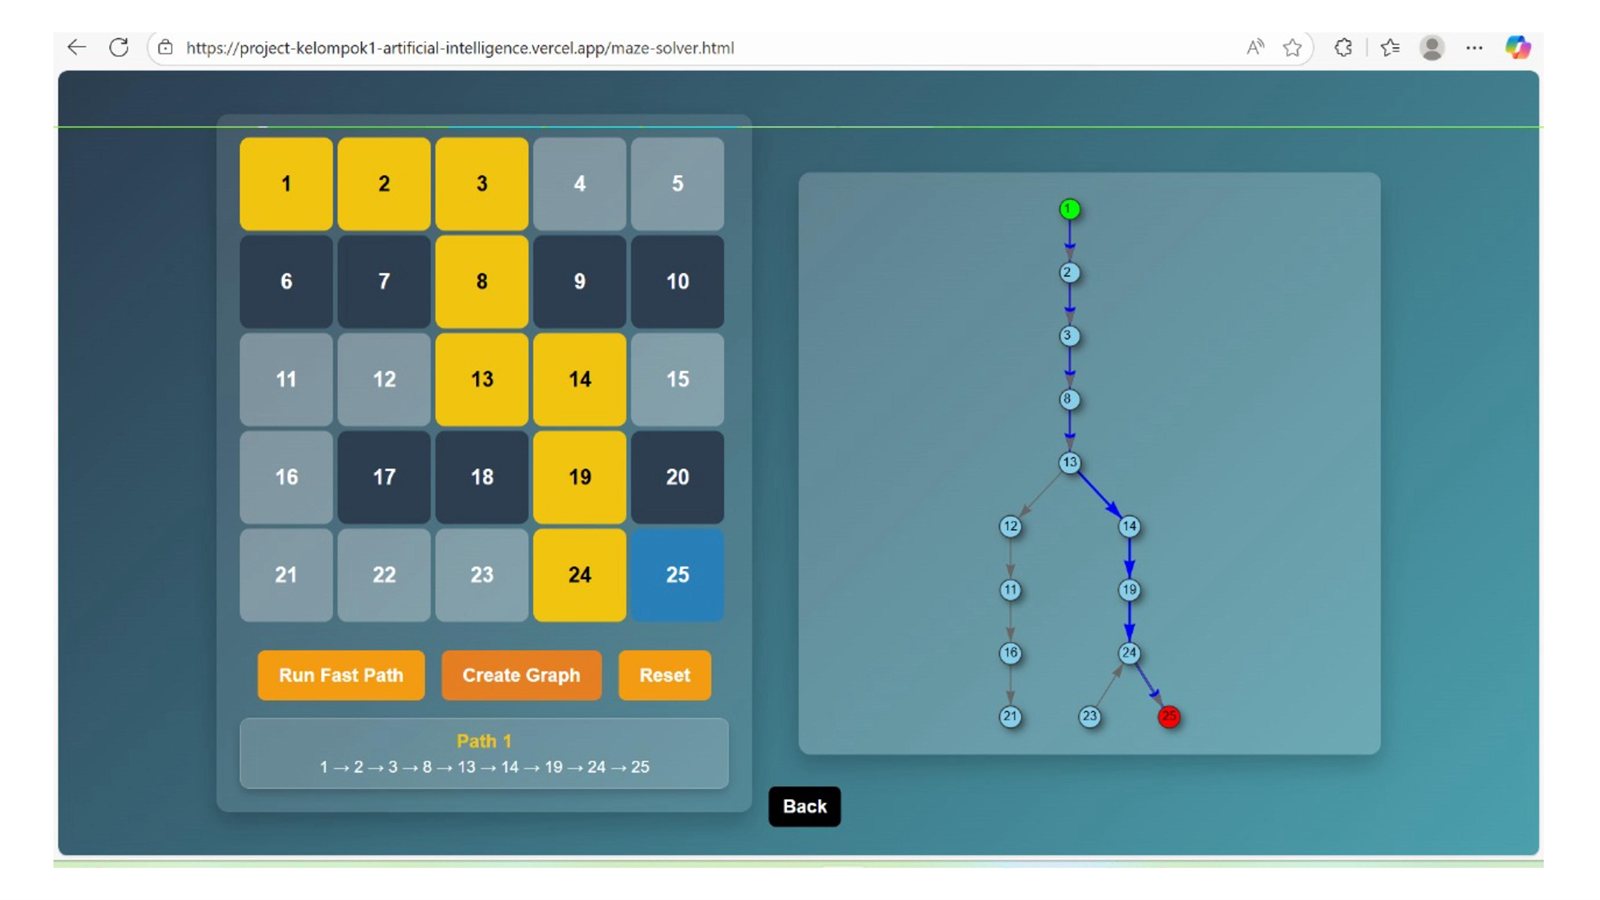 https://project-kelompok1-artificial-intelligence.vercel.app/maze-solver.html
1 2 3 4 5
6 7 8 9 10
11 12 13 14 15
16 17 18 19 20
21 22 23 24 25
Run Fast Path Create Graph Reset
Path 1
1 → 2 → 3 → 8 → 13 → 14 → 19 → 24 → 25
1
2
3
8
13
12 14
11 19
16 24
21 23 25
Back